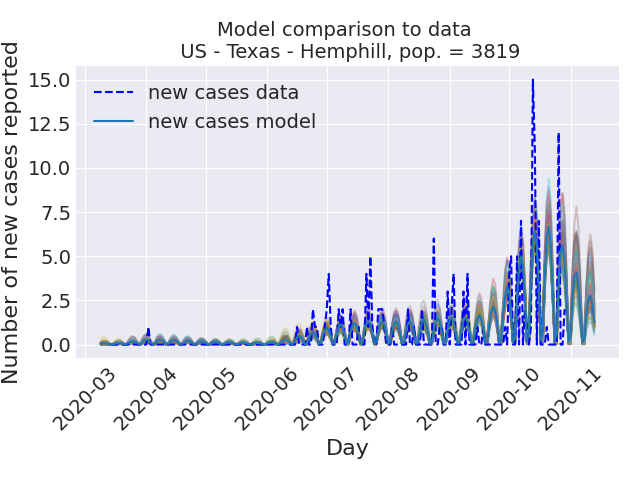 Model comparison to data
US - Texas - Hemphill, pop. = 3819
Number of new cases reported
15.0
12.5
10.0
7.5
5.0
2.5
0.0
new cases data
new cases model
2020-03
2020-04
2020-05
2020-06
2020-07
2020-08
2020-09
2020-10
2020-11
Day